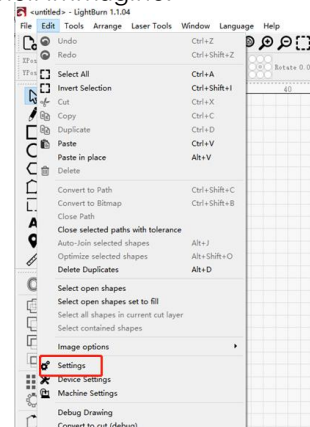 <untitled> - LightBurn 1.1.04
File Edit Tools Arrange Laser Tools Window Language Help
Undo Ctrl+Z
Redo Ctrl+Shift+Z
Select All Ctrl+A
Invert Selection Ctrl+Shift+I
Cut Ctrl+X
Copy Ctrl+C
Duplicate Ctrl+D
Paste Ctrl+V
Paste in place Alt+V
Delete
Convert to Path Ctrl+Shift+C
Convert to Bitmap Ctrl+Shift+B
Close Path
Close selected paths with tolerance
Auto-Join selected shapes Alt+J
Optimize selected shapes Alt+Shift+O
Delete Duplicates Alt+D
Select open shapes
Select open shapes set to fill
Select all shapes in current cut layer
Select contained shapes
Image options
Settings
Device Settings
Machine Settings
Debug Drawing
Convert to cut (debug)
XPos
YPos
Rotate 0.0
40